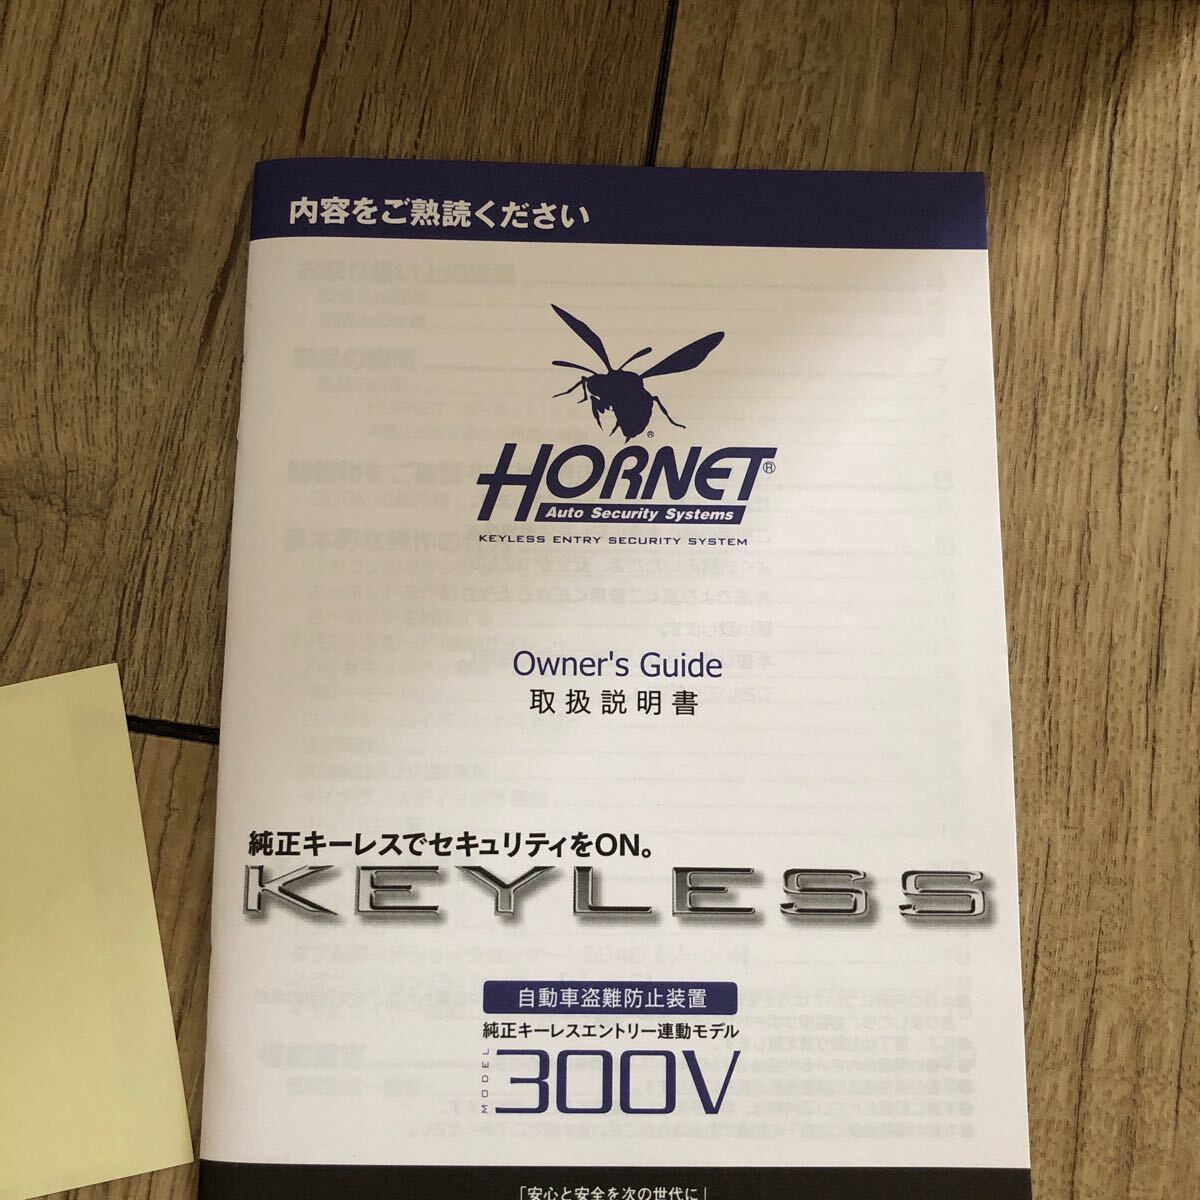 内容をご熟読ください
HORNET®
Auto Security Systems
KEYLESS ENTRY SECURITY SYSTEM
Owner's Guide
取扱説明書
純正キーレスでセキュリティをON。
KEYLESS
自動車盗難防止装置
純正キーレスエントリー連動モデル
MODEL 300V
「安心と安全を次の世代に」